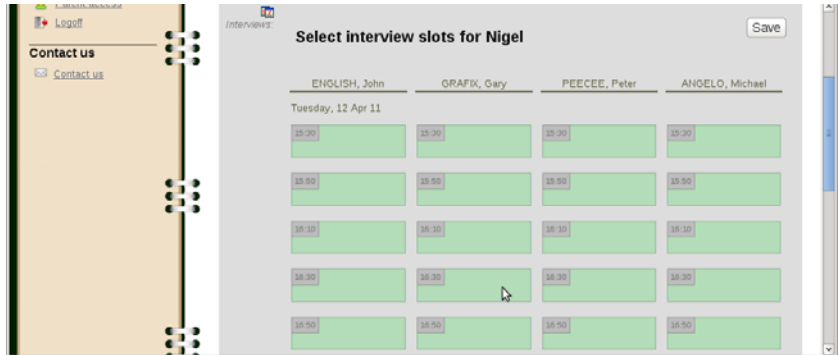 Parent access
Logoff
Contact us
Contact us
Interviews:
Select interview slots for Nigel
Save
ENGLISH, John GRAFIX, Gary PEECEE, Peter ANGELO, Michael
Tuesday, 12 Apr 11
15:30 15:30 15:30 15:30
15:50 15:50 15:50 15:50
16:10 16:10 16:10 16:10
16:30 16:30 16:30 16:30
16:50 16:50 16:50 16:50